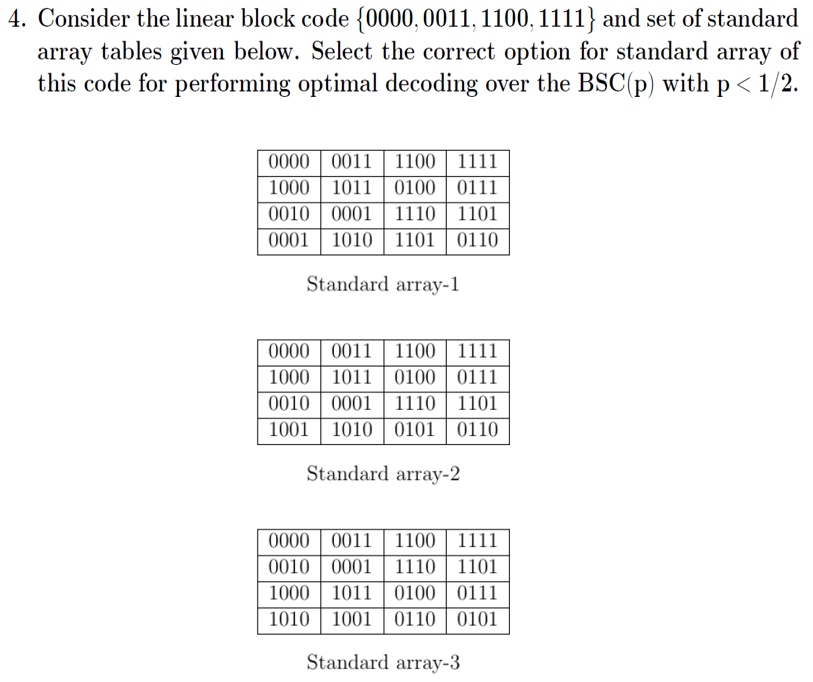 4. Consider the linear block code {0000, 0011, 1100, 1111} and set of standard
array tables given below. Select the correct option for standard array of
this code for performing optimal decoding over the BSC(p) with p < 1/2.
0000 0011 1100 1111
1000 1011 0100 0111
0010 0001 1110 1101
0001 1010 1101 0110
Standard array-1
0000 0011 1100 1111
1000 1011 0100 0111
0010 0001 1110 1101
1001 1010 0101 0110
Standard array-2
0000 0011 1100 1111
0010 0001 1110 1101
1000 1011 0100 0111
1010 1001 0110 0101
Standard array-3